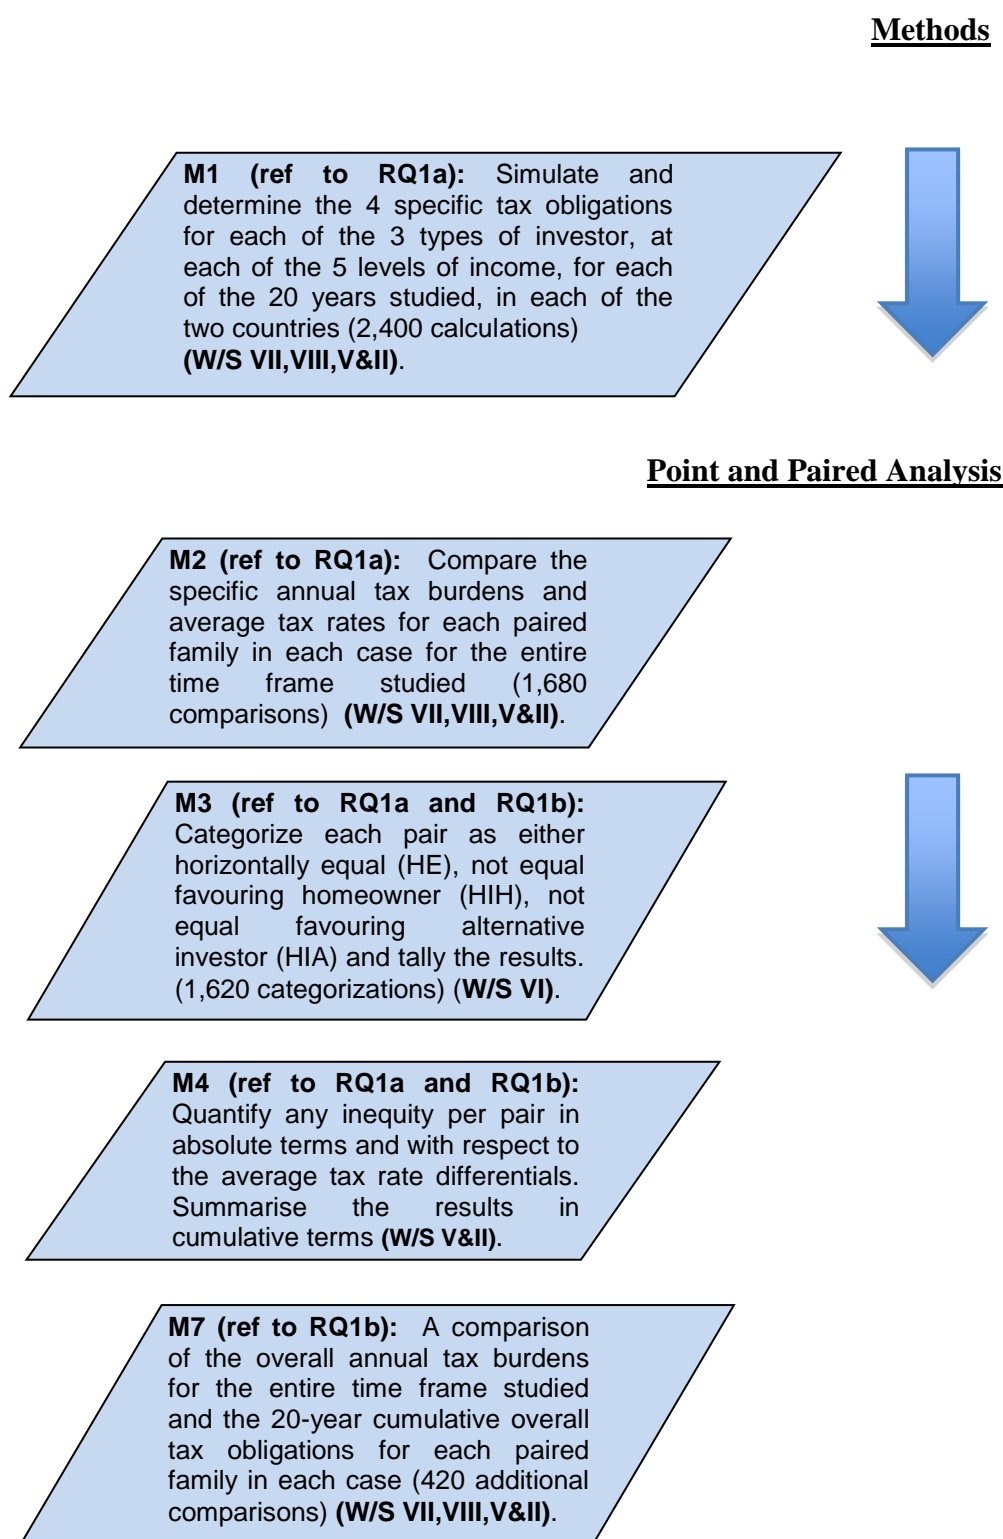 Methods
M1 (ref to RQ1a): Simulate and
determine the 4 specific tax obligations
for each of the 3 types of investor, at
each of the 5 levels of income, for each
of the 20 years studied, in each of the
two countries (2,400 calculations)
(W/S VII,VIII,V&II).
Point and Paired Analysis
M2 (ref to RQ1a): Compare the
specific annual tax burdens and
average tax rates for each paired
family in each case for the entire
time frame studied (1,680
comparisons) (W/S VII,VIII,V&II).
M3 (ref to RQ1a and RQ1b):
Categorize each pair as either
horizontally equal (HE), not equal
favouring homeowner (HIH), not
equal favouring alternative
investor (HIA) and tally the results.
(1,620 categorizations) (W/S VI).
M4 (ref to RQ1a and RQ1b):
Quantify any inequity per pair in
absolute terms and with respect to
the average tax rate differentials.
Summarise the results in
cumulative terms (W/S V&II).
M7 (ref to RQ1b): A comparison
of the overall annual tax burdens
for the entire time frame studied
and the 20-year cumulative overall
tax obligations for each paired
family in each case (420 additional
comparisons) (W/S VII,VIII,V&II).